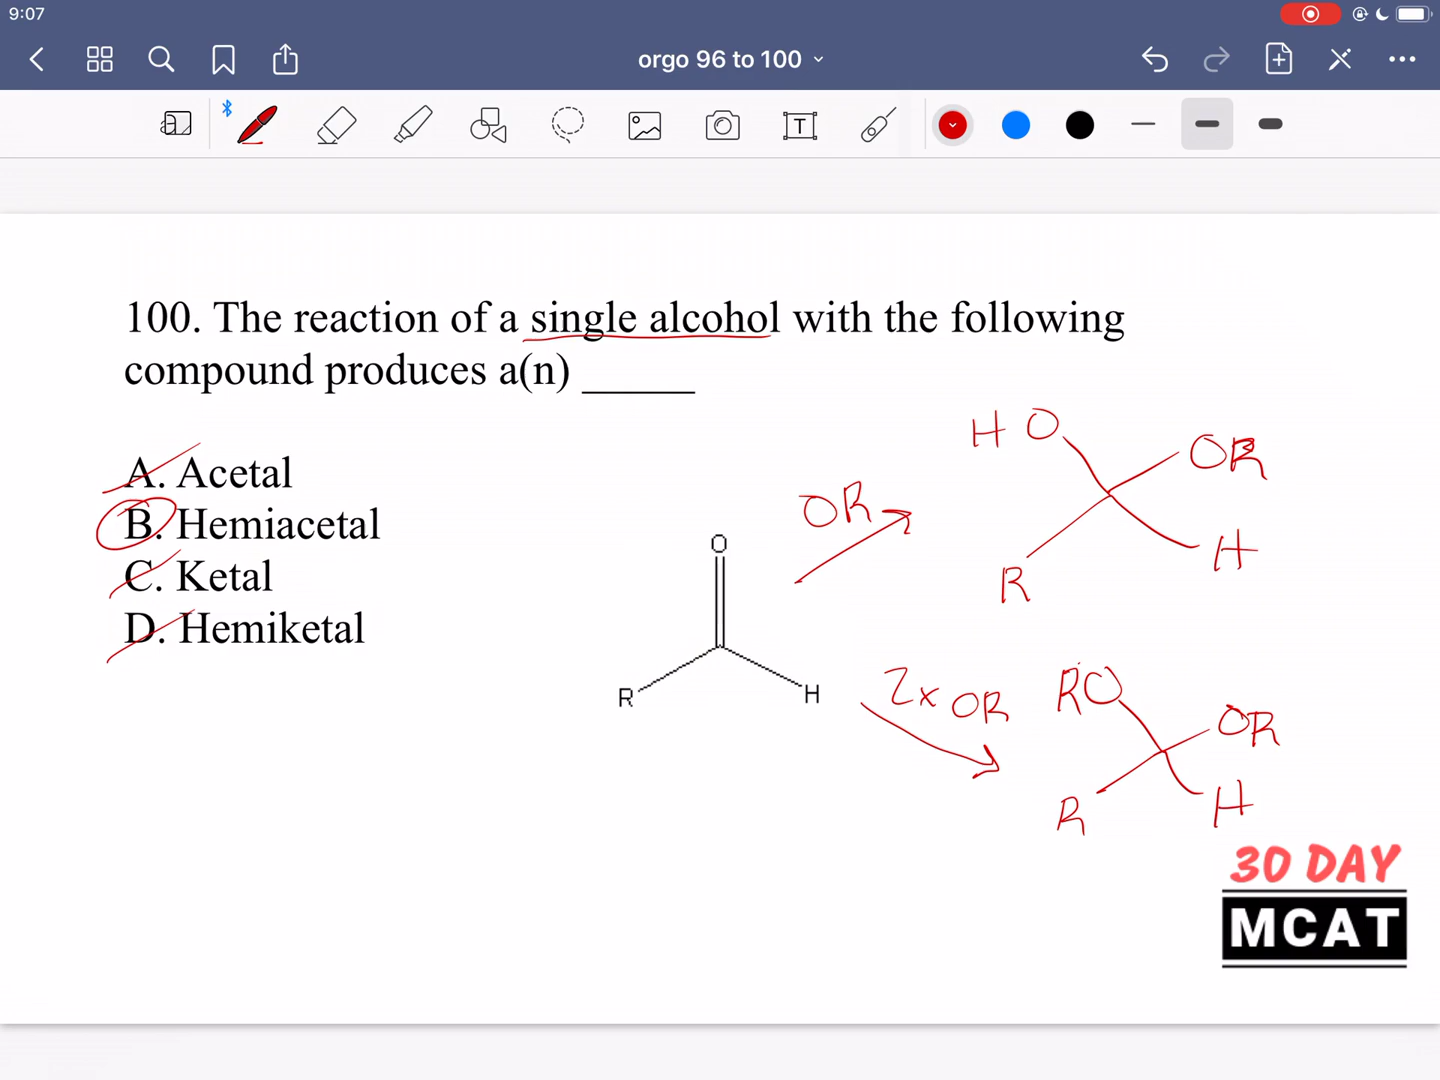 9:07
orgo 96 to 100
T
100. The reaction of a single alcohol with the following
compound produces a(n) ______
A. Acetal
B. Hemiacetal
C. Ketal
D. Hemiketal
HO
OR
R
H
OR
O
R
H
2x OR
RO
OR
R
H
30 DAY
MCAT